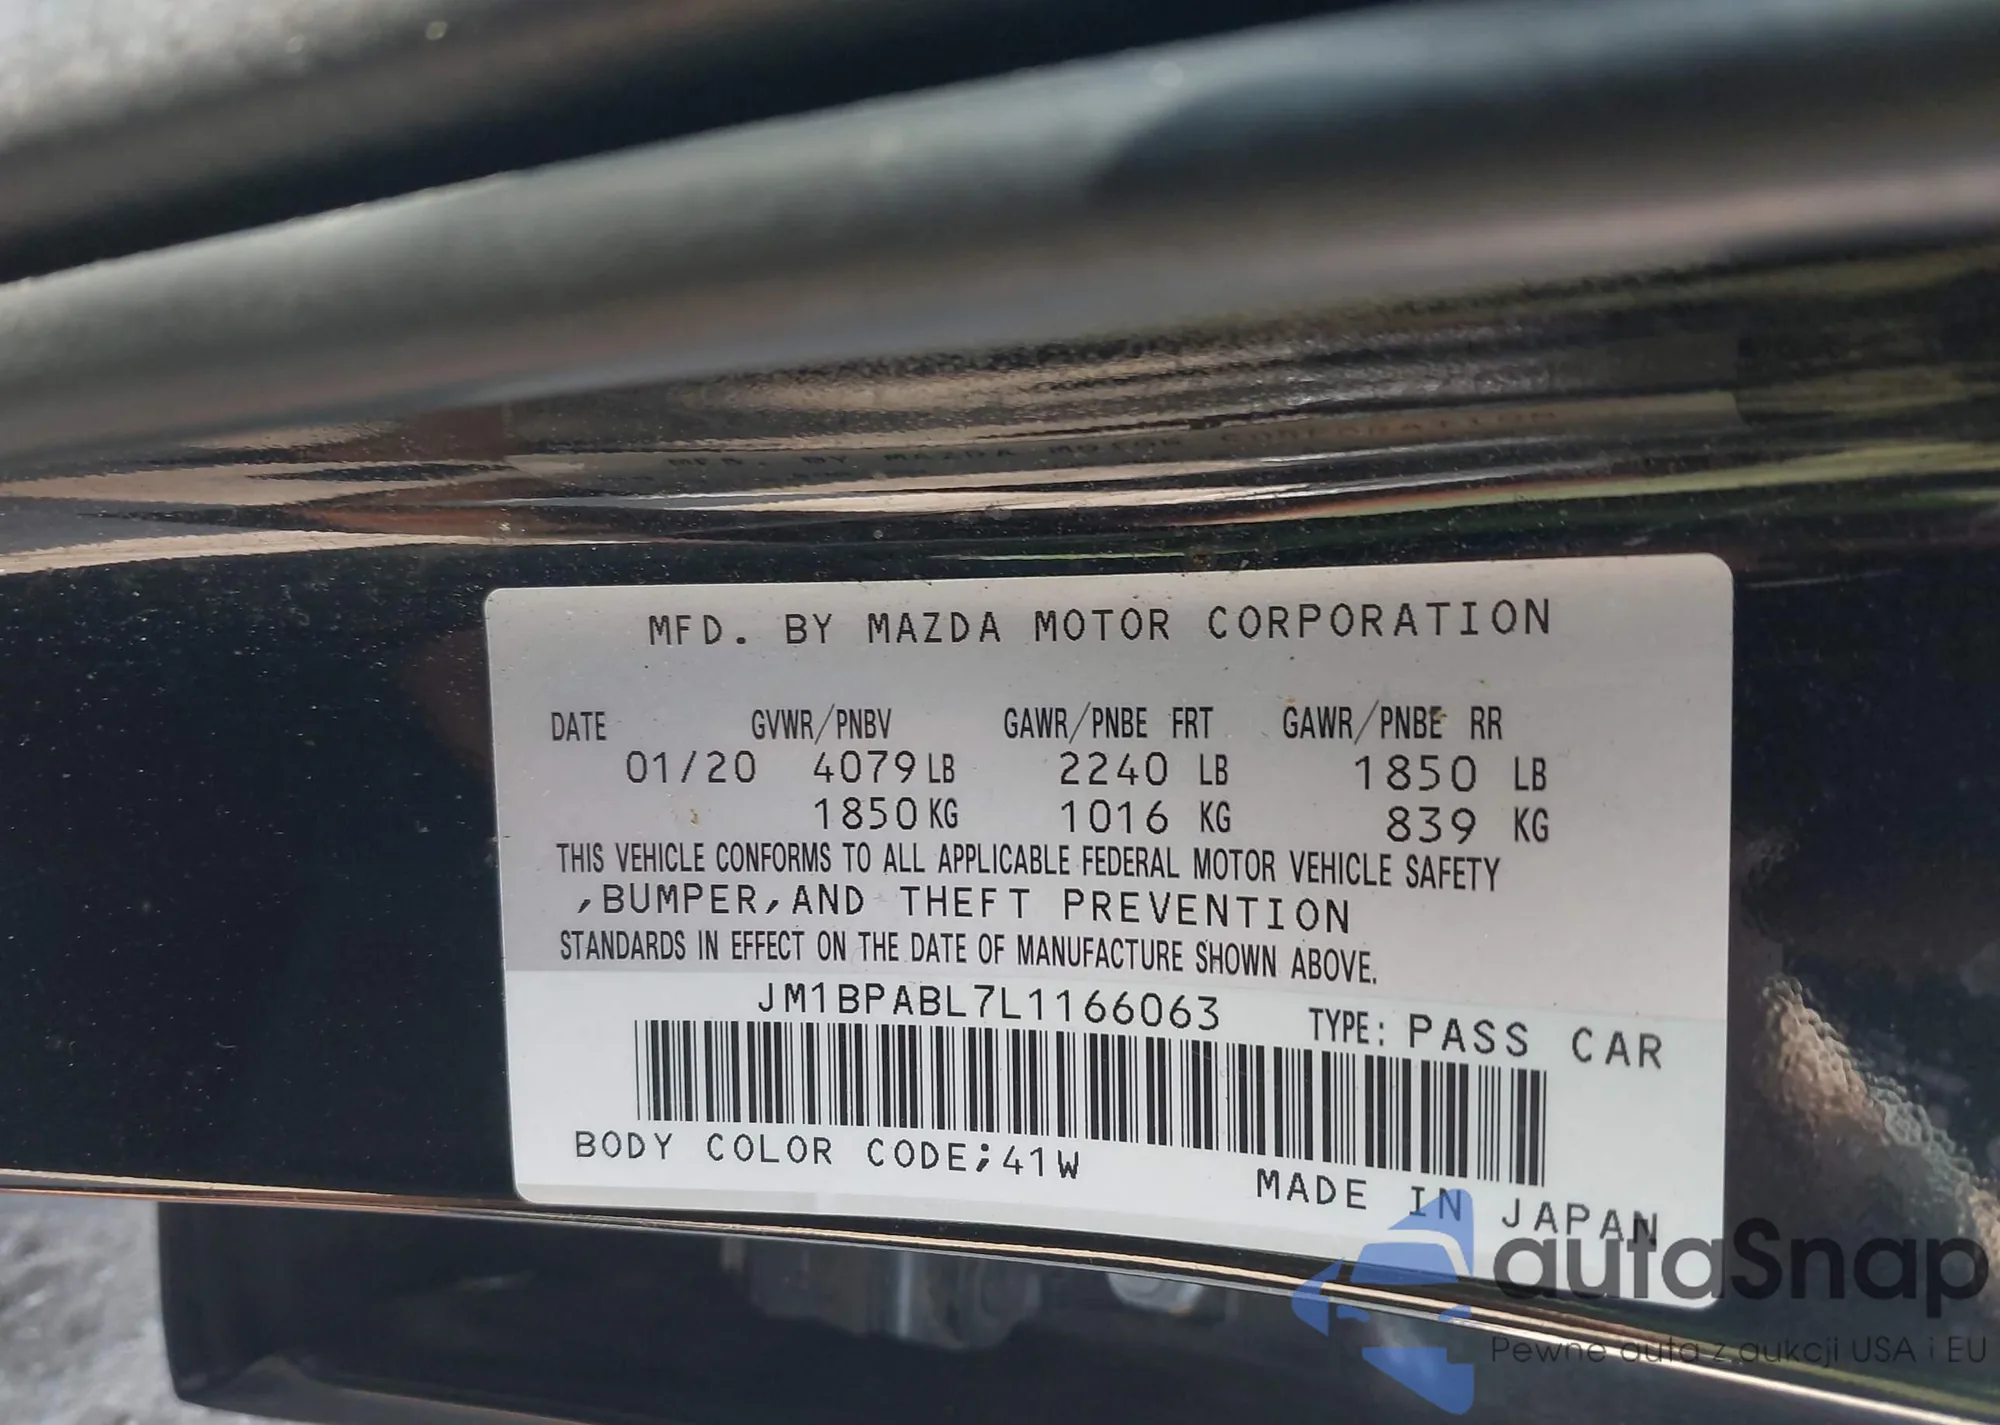 MFD. BY MAZDA MOTOR CORPORATION
DATE GVWR/PNBV GAWR/PNBE FRT GAWR/PNBE RR
01/20 4079 LB 2240 LB 1850 LB
1850 KG 1016 KG 839 KG
THIS VEHICLE CONFORMS TO ALL APPLICABLE FEDERAL MOTOR VEHICLE SAFETY
,BUMPER,AND THEFT PREVENTION
STANDARDS IN EFFECT ON THE DATE OF MANUFACTURE SHOWN ABOVE.
JM1BPABL7L1166063 TYPE: PASS CAR
BODY COLOR CODE;41W
MADE IN JAPAN
autaSnap
Pewne auta z aukcji USA i EU